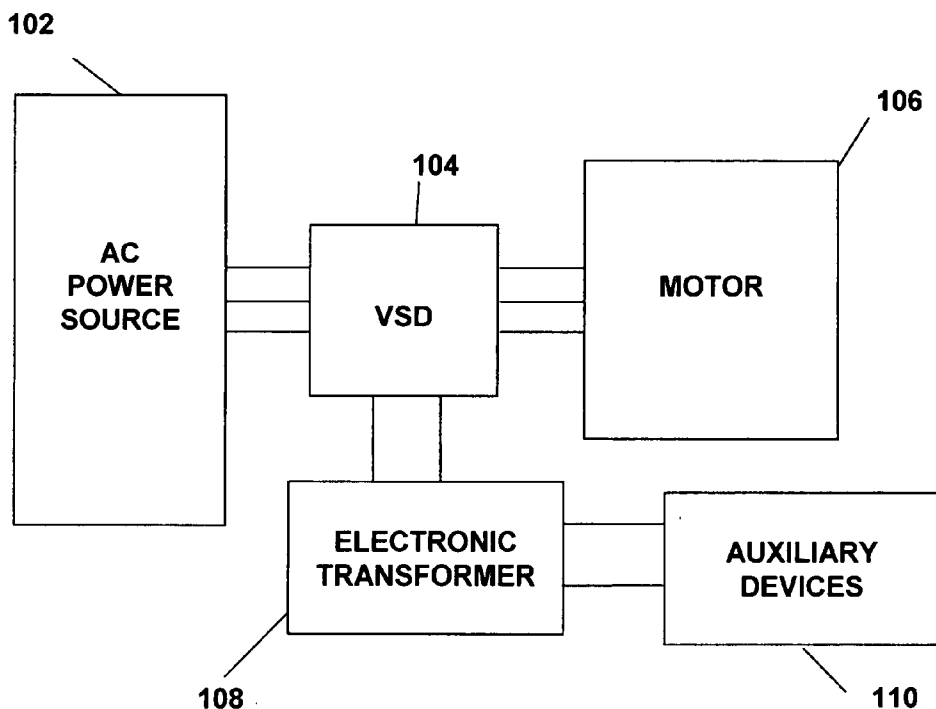 102
106
104
AC
POWER
SOURCE
VSD
MOTOR
ELECTRONIC
TRANSFORMER
AUXILIARY
DEVICES
108
110